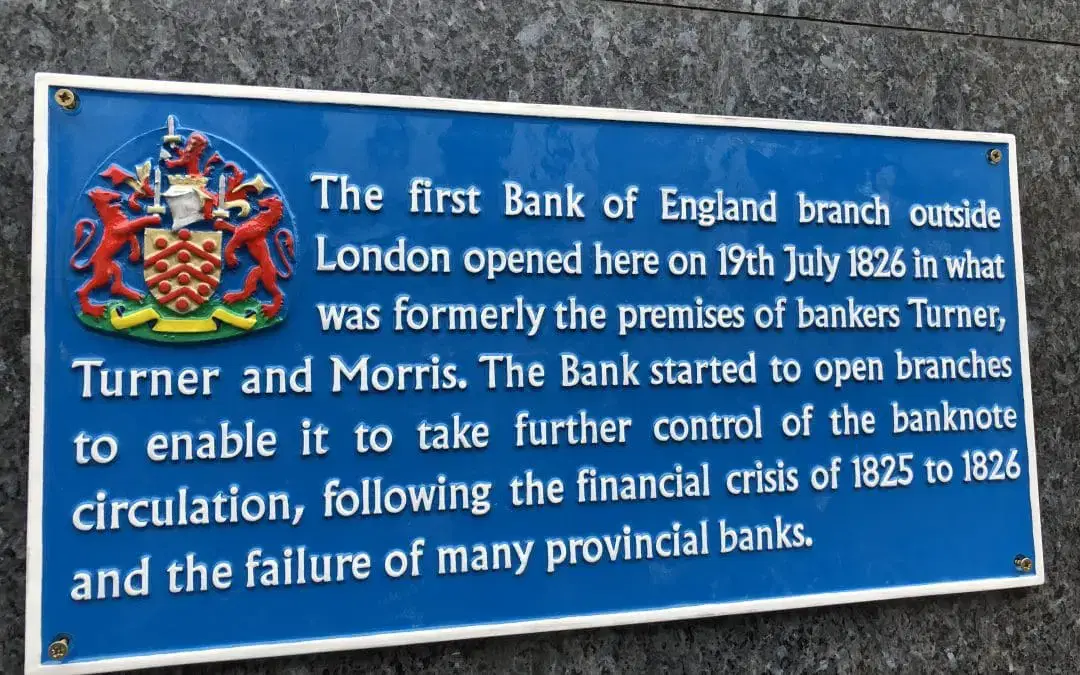 The first Bank of England branch outside
London opened here on 19th July 1826 in what
was formerly the premises of bankers Turner,
Turner and Morris. The Bank started to open branches
to enable it to take further control of the banknote
circulation, following the financial crisis of 1825 to 1826
and the failure of many provincial banks.